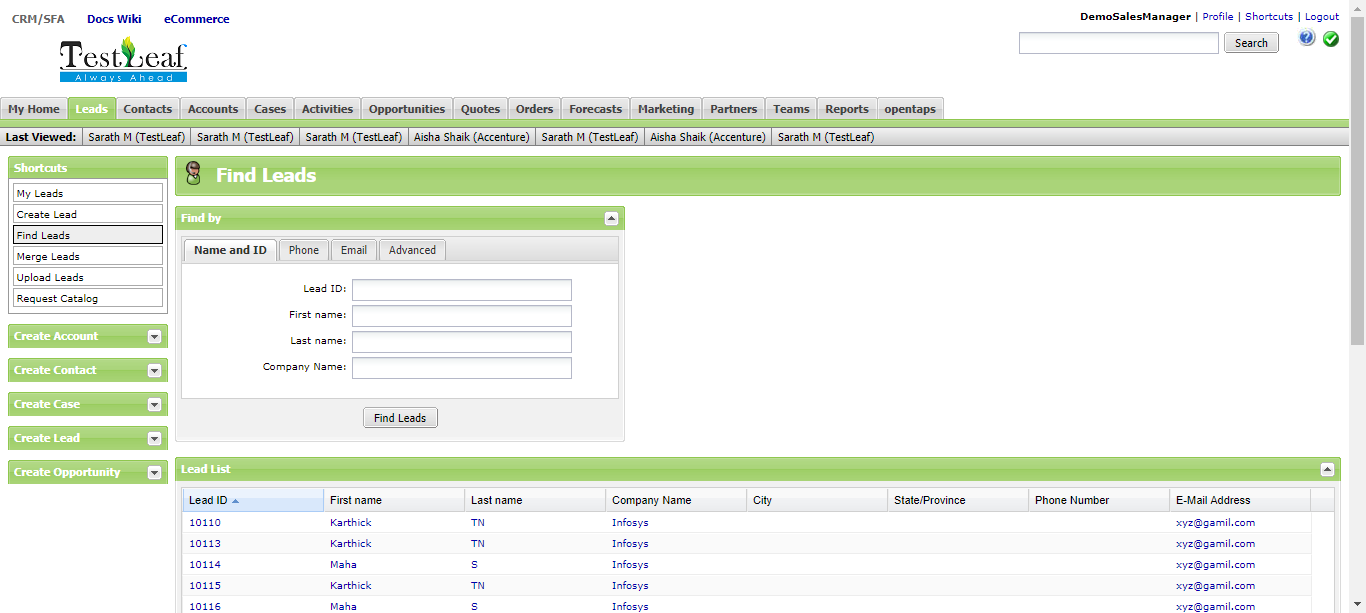 CRM/SFA Docs Wiki eCommerce
DemoSalesManager | Profile | Shortcuts | Logout
Search
TestLeaf
Always Ahead
My Home Leads Contacts Accounts Cases Activities Opportunities Quotes Orders Forecasts Marketing Partners Teams Reports opentaps
Last Viewed: Sarath M (TestLeaf) Sarath M (TestLeaf) Sarath M (TestLeaf) Aisha Shaik (Accenture) Sarath M (TestLeaf) Aisha Shaik (Accenture) Sarath M (TestLeaf)
Shortcuts
My Leads
Create Lead
Find Leads
Merge Leads
Upload Leads
Request Catalog
Create Account
Create Contact
Create Case
Create Lead
Create Opportunity
Find Leads
Find by
Name and ID Phone Email Advanced
Lead ID:
First name:
Last name:
Company Name:
Find Leads
Lead List
Lead ID First name Last name Company Name City State/Province Phone Number E-Mail Address
10110 Karthick TN Infosys xyz@gamil.com
10113 Karthick TN Infosys xyz@gamil.com
10114 Maha S Infosys xyz@gamil.com
10115 Karthick TN Infosys xyz@gamil.com
10116 Maha S Infosys xyz@gamil.com